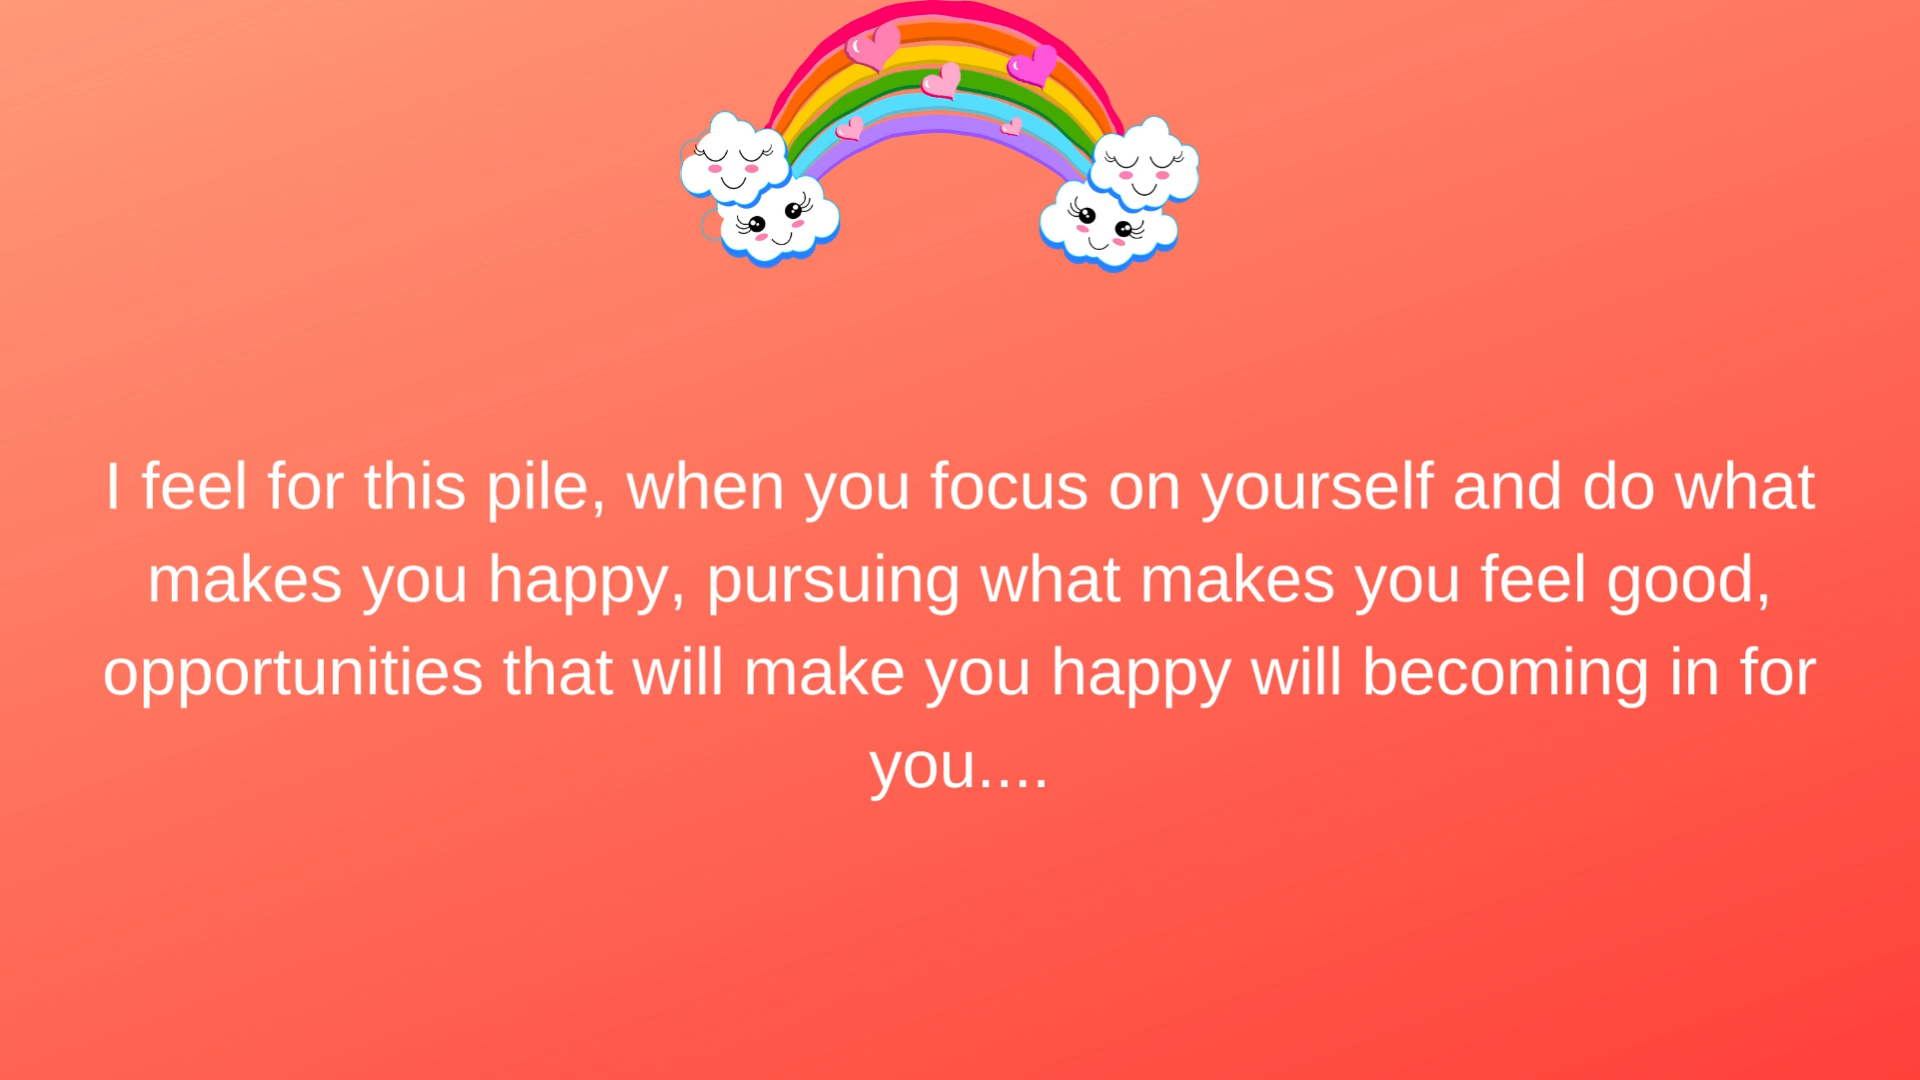 I feel for this pile, when you focus on yourself and do what
makes you happy, pursuing what makes you feel good,
opportunities that will make you happy will becoming in for
you....